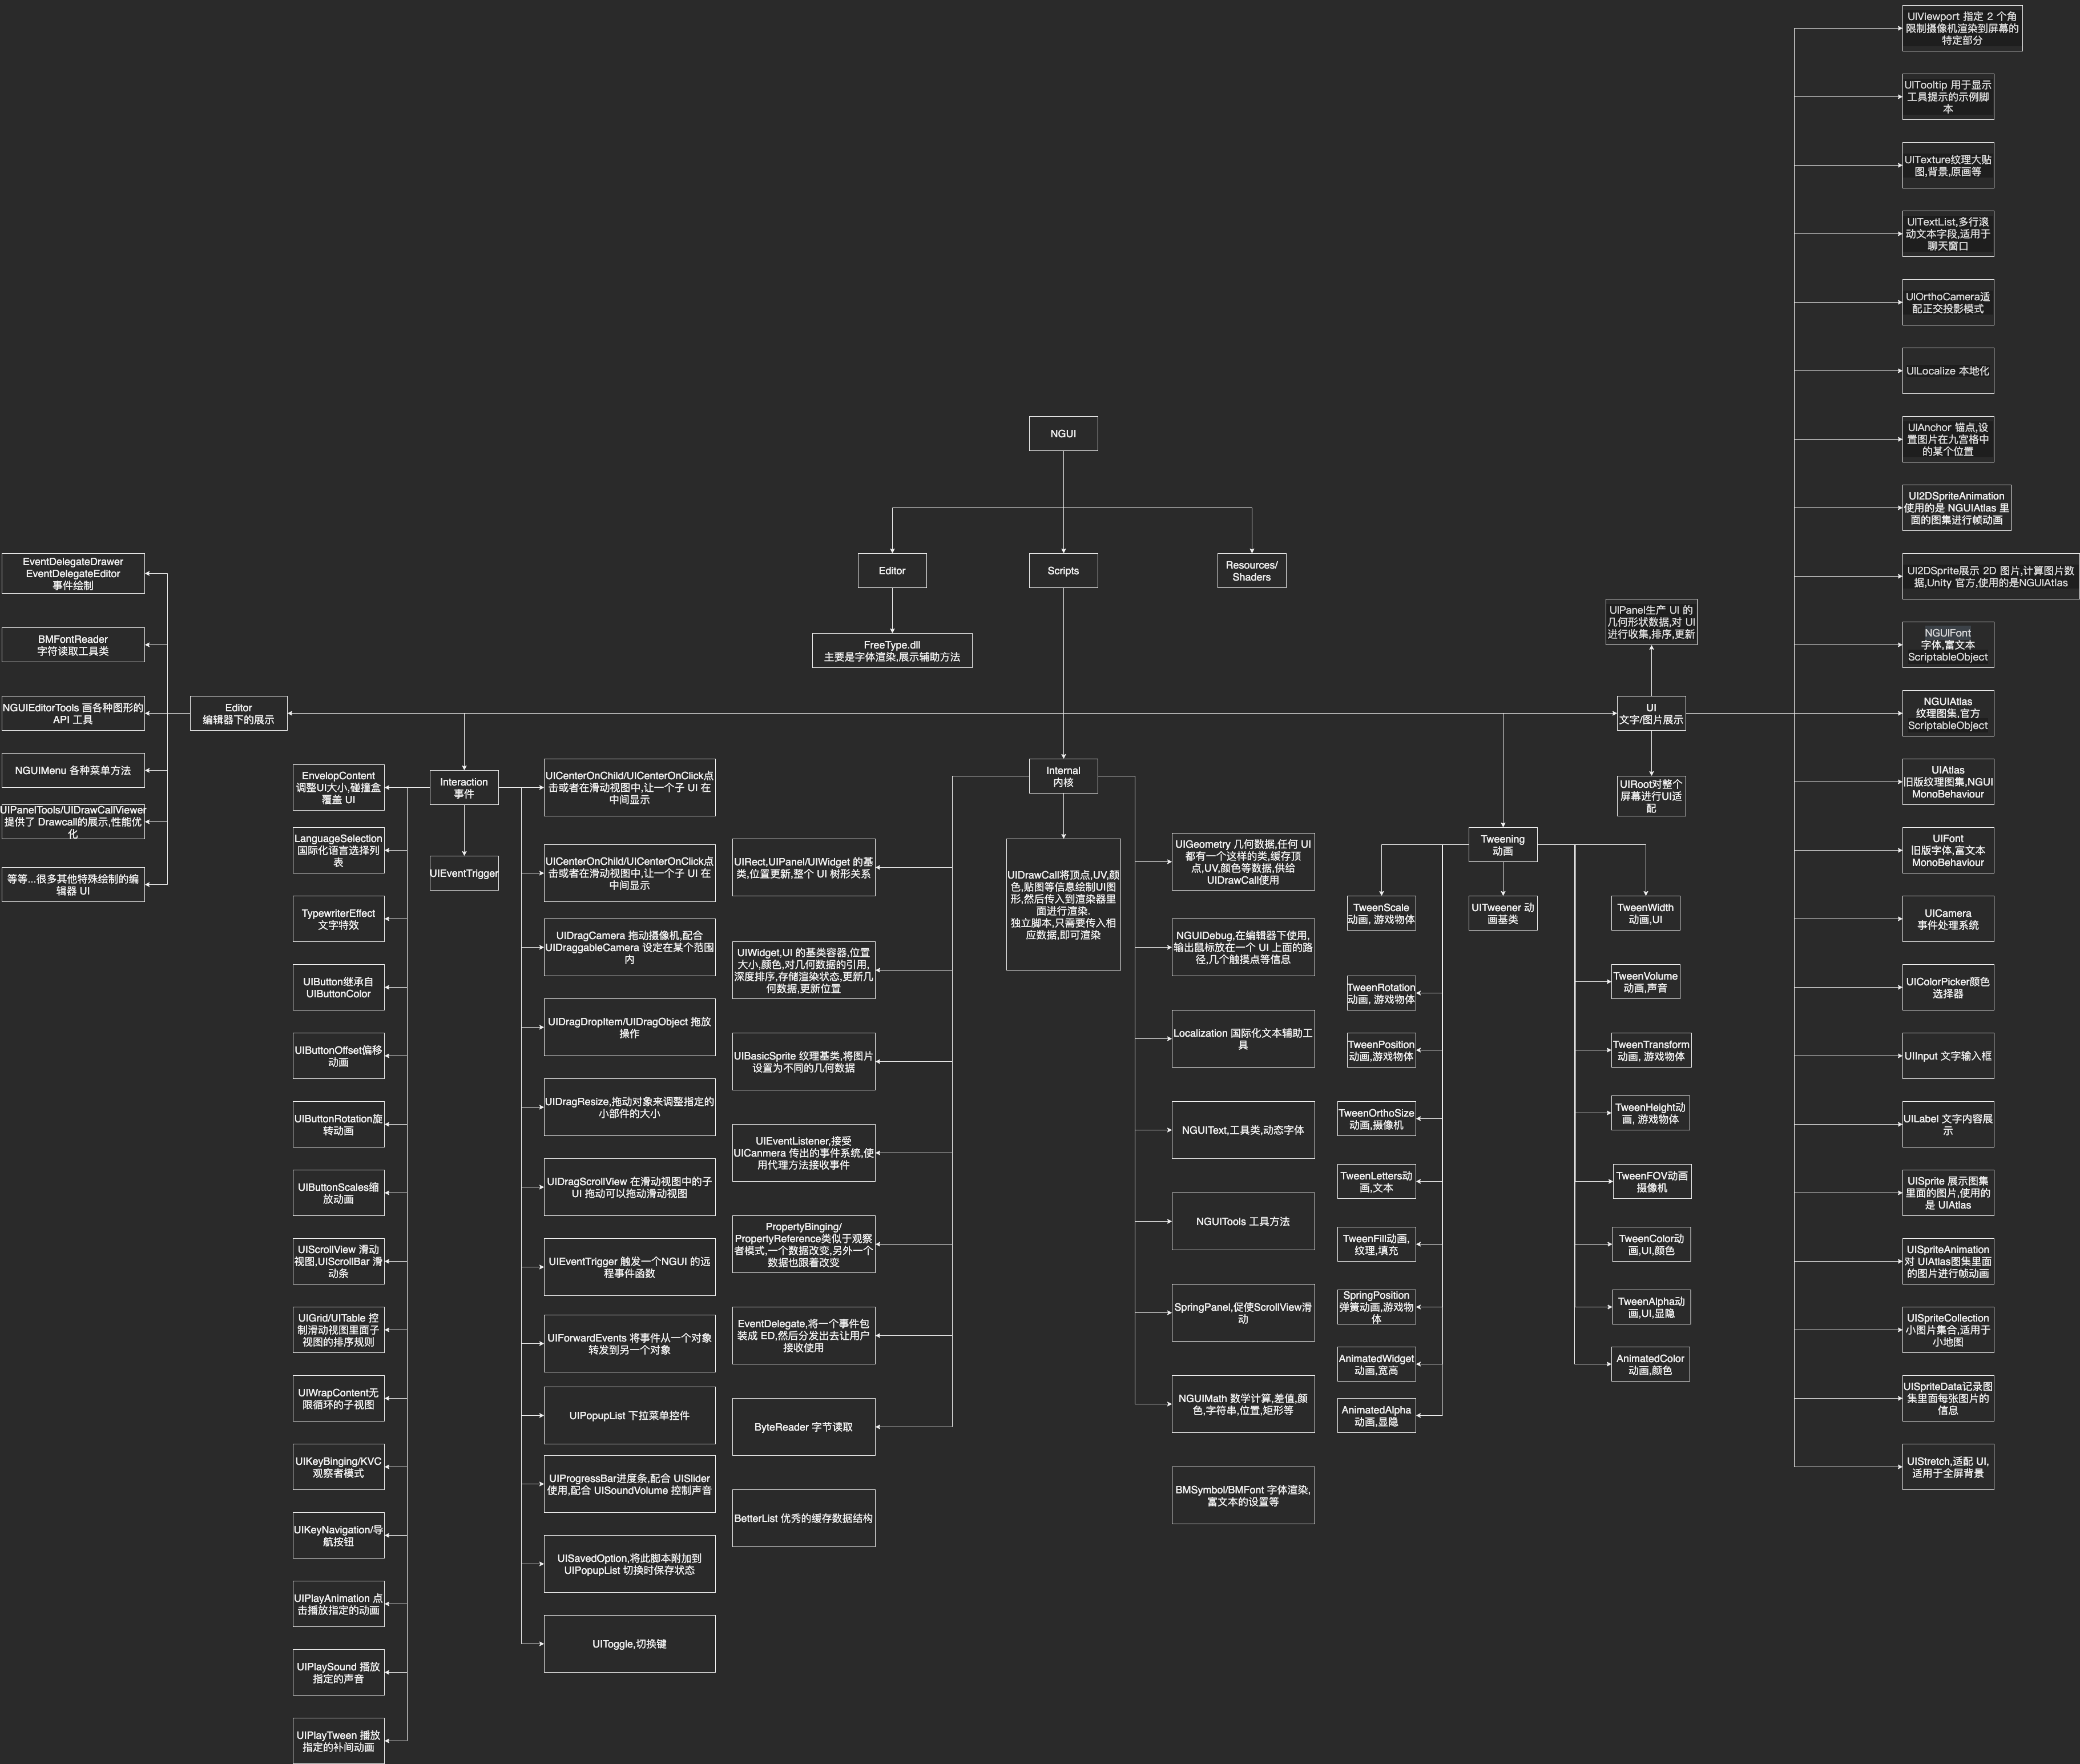 NGUI
Editor
Scripts
Resources/
Shaders
FreeType.dll
主要是字体渲染,展示辅助方法
Editor
编辑器下的展示
EventDelegateDrawer
EventDelegateEditor
事件绘制
BMFontReader
字符读取工具类
NGUIEditorTools 画各种图形的
API 工具
NGUIMenu 各种菜单方法
UIPanelTools/UIDrawCallViewer
提供了 Drawcall的展示,性能优
化
等等...很多其他特殊绘制的编
辑器 UI
Interaction
事件
UIEventTrigger
EnvelopContent
调整UI大小,碰撞盒
覆盖 UI
LanguageSelection
国际化语言选择列
表
TypewriterEffect
文字特效
UIButton继承自
UIButtonColor
UIButtonOffset偏移
动画
UIButtonRotation旋
转动画
UIButtonScales缩
放动画
UIScrollView 滑动
视图,UIScrollBar 滑
动条
UIGrid/UITable 控
制滑动视图里面子
视图的排序规则
UIWrapContent无
限循环的子视图
UIKeyBinging/KVC
观察者模式
UIKeyNavigation/导
航按钮
UIPlayAnimation 点
击播放指定的动画
UIPlaySound 播放
指定的声音
UIPlayTween 播放
指定的补间动画
UICenterOnChild/UICenterOnClick点
击或者在滑动视图中,让一个子 UI 在
中间显示
UICenterOnChild/UICenterOnClick点
击或者在滑动视图中,让一个子 UI 在
中间显示
UIDragCamera 拖动摄像机,配合
UIDraggableCamera 设定在某个范围
内
UIDragDropItem/UIDragObject 拖放
操作
UIDragResize,拖动对象来调整指定的
小部件的大小
UIDragScrollView 在滑动视图中的子
UI 拖动可以拖动滑动视图
UIEventTrigger 触发一个NGUI 的远
程事件函数
UIForwardEvents 将事件从一个对象
转发到另一个对象
UIPopupList 下拉菜单控件
UIProgressBar进度条,配合 UISlider
使用,配合 UISoundVolume 控制声音
UISavedOption,将此脚本附加到
UIPopupList 切换时保存状态
UIToggle,切换键
Internal
内核
UIRect,UIPanel/UIWidget 的基
类,位置更新,整个 UI 树形关系
UIWidget,UI 的基类容器,位置
大小,颜色,对几何数据的引用,
深度排序,存储渲染状态,更新几
何数据,更新位置
UIBasicSprite 纹理基类,将图片
设置为不同的几何数据
UIEventListener,接受
UICanmera 传出的事件系统,使
用代理方法接收事件
PropertyBinging/
PropertyReference类似于观察
者模式,一个数据改变,另外一个
数据也跟着改变
EventDelegate,将一个事件包
装成 ED,然后分发出去让用户
接收使用
ByteReader 字节读取
BetterList 优秀的缓存数据结构
UIDrawCall将顶点,UV,颜
色,贴图等信息绘制UI图
形,然后传入到渲染器里
面进行渲染.
独立脚本,只需要传入相
应数据,即可渲染
UIGeometry 几何数据,任何 UI
都有一个这样的类,缓存顶
点,UV,颜色等数据,供给
UIDrawCall使用
NGUIDebug,在编辑器下使用,
输出鼠标放在一个 UI 上面的路
径,几个触摸点等信息
Localization 国际化文本辅助工
具
NGUIText,工具类,动态字体
NGUITools 工具方法
SpringPanel,促使ScrollView滑
动
NGUIMath 数学计算,差值,颜
色,字符串,位置,矩形等
BMSymbol/BMFont 字体渲染,
富文本的设置等
Tweening
动画
TweenScale
动画, 游戏物体
UITweener 动
画基类
TweenWidth
动画,UI
TweenRotation
动画, 游戏物体
TweenPosition
动画,游戏物体
TweenOrthoSize
动画,摄像机
TweenLetters动
画,文本
TweenFill动画,
纹理,填充
SpringPosition
弹簧动画,游戏物
体
AnimatedWidget
动画,宽高
AnimatedAlpha
动画,显隐
TweenVolume
动画,声音
TweenTransform
动画, 游戏物体
TweenHeight动
画, 游戏物体
TweenFOV动画
摄像机
TweenColor动
画,UI,颜色
TweenAlpha动
画,UI,显隐
AnimatedColor
动画,颜色
UI
文字/图片展示
UIPanel生产 UI 的
几何形状数据,对 UI
进行收集,排序,更新
UIRoot对整个
屏幕进行UI适
配
UIViewport 指定 2 个角
限制摄像机渲染到屏幕的
特定部分
UITooltip 用于显示
工具提示的示例脚
本
UITexture纹理大贴
图,背景,原画等
UITextList,多行滚
动文本字段,适用于
聊天窗口
UIOrthoCamera适
配正交投影模式
UILocalize 本地化
UIAnchor 锚点,设
置图片在九宫格中
的某个位置
UI2DSpriteAnimation
使用的是 NGUIAtlas 里
面的图集进行帧动画
UI2DSprite展示 2D 图片,计算图片数
据,Unity 官方,使用的是NGUIAtlas
NGUIFont
字体,富文本
ScriptableObject
NGUIAtlas
纹理图集,官方
ScriptableObject
UIAtlas
旧版纹理图集,NGUI
MonoBehaviour
UIFont
旧版字体,富文本
MonoBehaviour
UICamera
事件处理系统
UIColorPicker颜色
选择器
UIInput 文字输入框
UILabel 文字内容展
示
UISprite 展示图集
里面的图片,使用的
是 UIAtlas
UISpriteAnimation
对 UIAtlas图集里面
的图片进行帧动画
UISpriteCollection
小图片集合,适用于
小地图
UISpriteData记录图
集里面每张图片的
信息
UIStretch,适配 UI,
适用于全屏背景